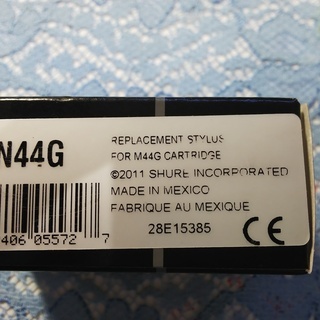 N44G
REPLACEMENT STYLUS
FOR M44G CARTRIDGE
©2011 SHURE INCORPORATED
MADE IN MEXICO
FABRIQUE AU MEXIQUE
406 05572 7
28E15385
CE